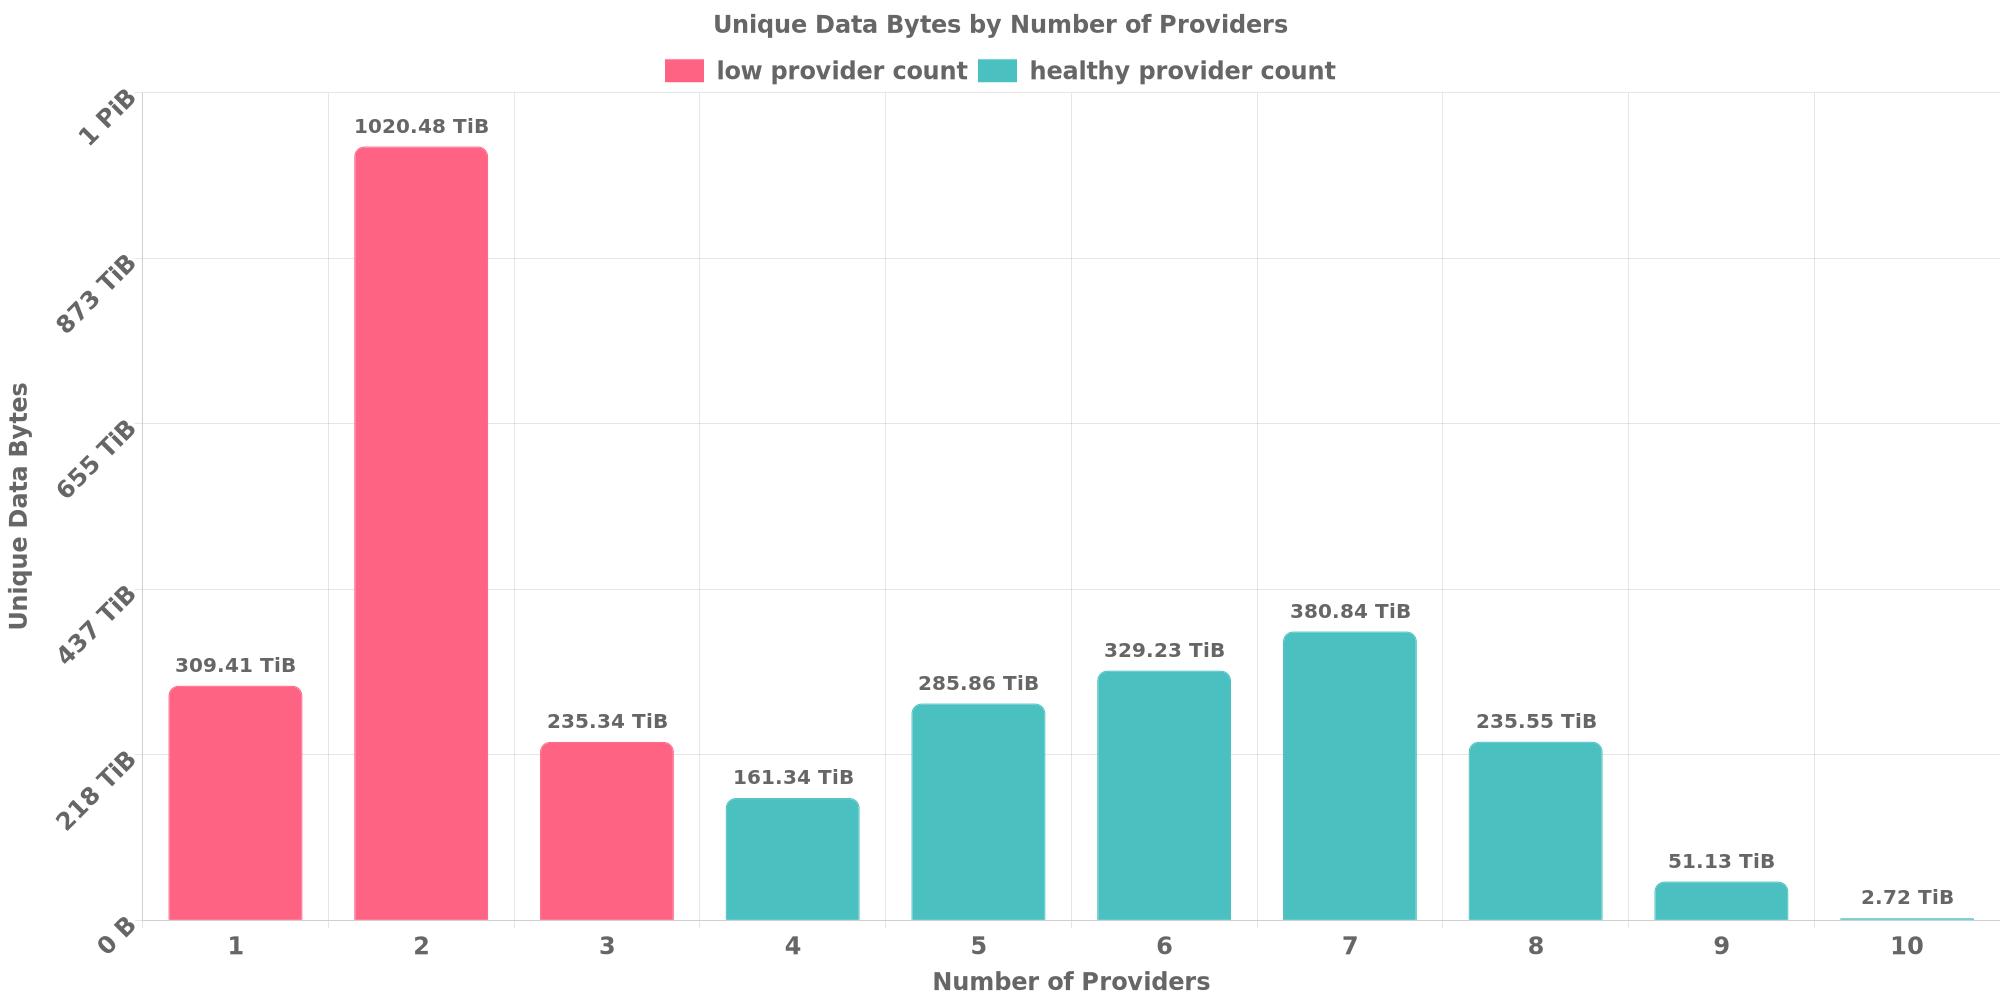 Unique Data Bytes by Number of Providers
low provider count healthy provider count
1 PiB
873 TiB
655 TiB
437 TiB
218 TiB
0 B
Unique Data Bytes
309.41 TiB
1020.48 TiB
235.34 TiB
161.34 TiB
285.86 TiB
329.23 TiB
380.84 TiB
235.55 TiB
51.13 TiB
2.72 TiB
1 2 3 4 5 6 7 8 9 10
Number of Providers